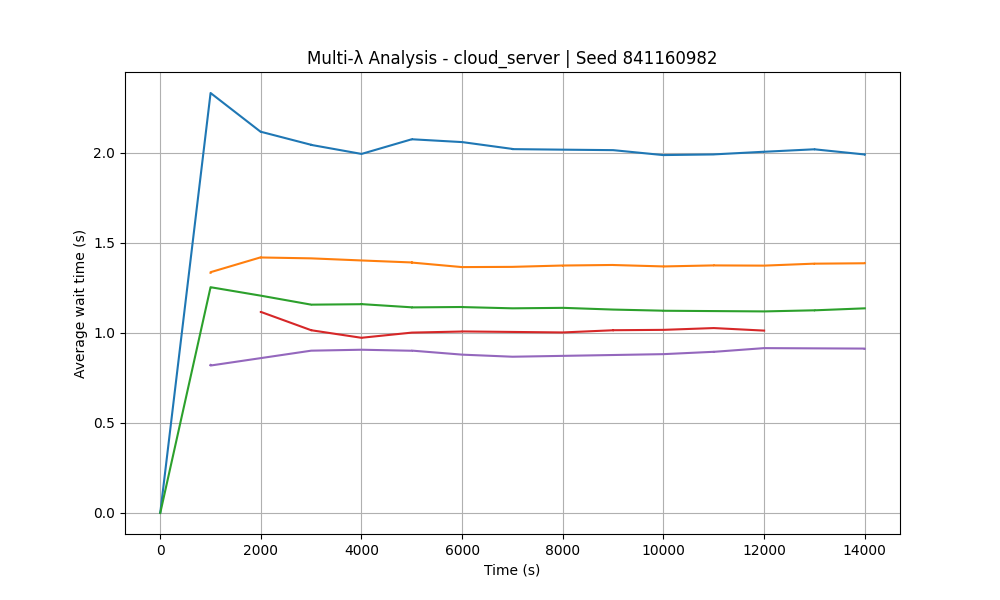 Multi-λ Analysis - cloud_server | Seed 841160982
Average wait time (s)
2.0
1.5
1.0
0.5
0.0
0 2000 4000 6000 8000 10000 12000 14000
Time (s)